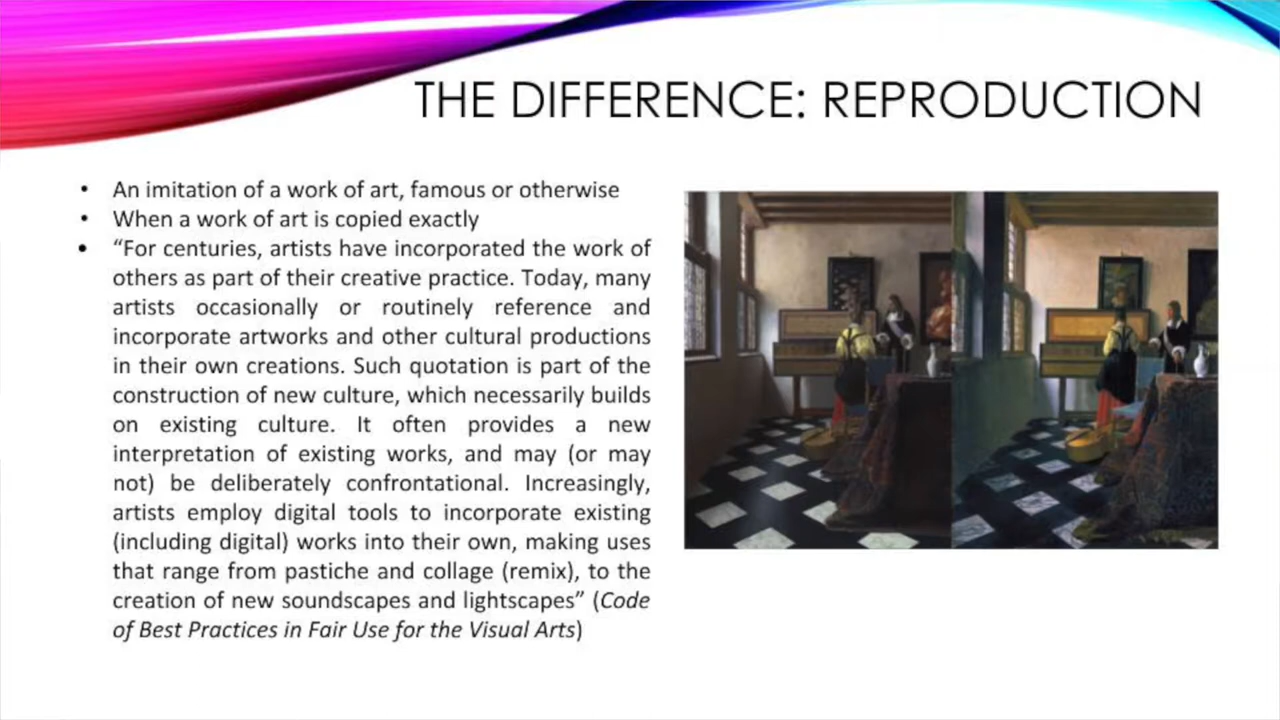 THE DIFFERENCE: REPRODUCTION
• An imitation of a work of art, famous or otherwise
• When a work of art is copied exactly
• “For centuries, artists have incorporated the work of
others as part of their creative practice. Today, many
artists occasionally or routinely reference and
incorporate artworks and other cultural productions
in their own creations. Such quotation is part of the
construction of new culture, which necessarily builds
on existing culture. It often provides a new
interpretation of existing works, and may (or may
not) be deliberately confrontational. Increasingly,
artists employ digital tools to incorporate existing
(including digital) works into their own, making uses
that range from pastiche and collage (remix), to the
creation of new soundscapes and lightscapes” (Code
of Best Practices in Fair Use for the Visual Arts)